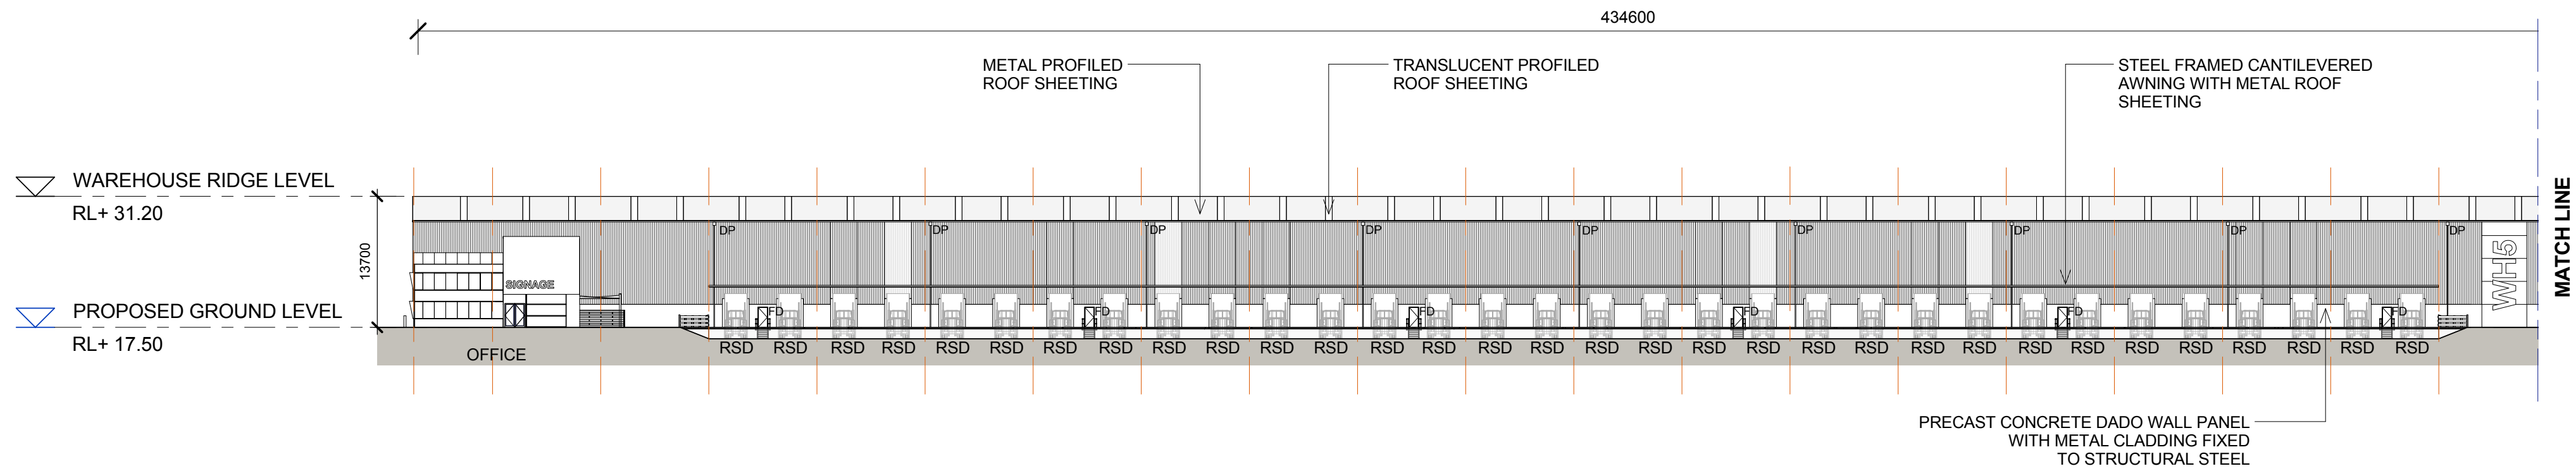 434600
METAL PROFILED
ROOF SHEETING
TRANSLUCENT PROFILED
ROOF SHEETING
STEEL FRAMED CANTILEVERED
AWNING WITH METAL ROOF
SHEETING
WAREHOUSE RIDGE LEVEL
RL+ 31.20
13700
PROPOSED GROUND LEVEL
RL+ 17.50
DP DP DP DP DP DP DP DP DP
SIGNAGE
WH5
MATCH LINE
FD FD FD FD FD FD
OFFICE
RSD RSD RSD RSD RSD RSD RSD RSD RSD RSD RSD RSD RSD RSD RSD RSD RSD RSD RSD RSD RSD RSD RSD RSD RSD RSD RSD RSD RSD RSD RSD RSD
PRECAST CONCRETE DADO WALL PANEL
WITH METAL CLADDING FIXED
TO STRUCTURAL STEEL